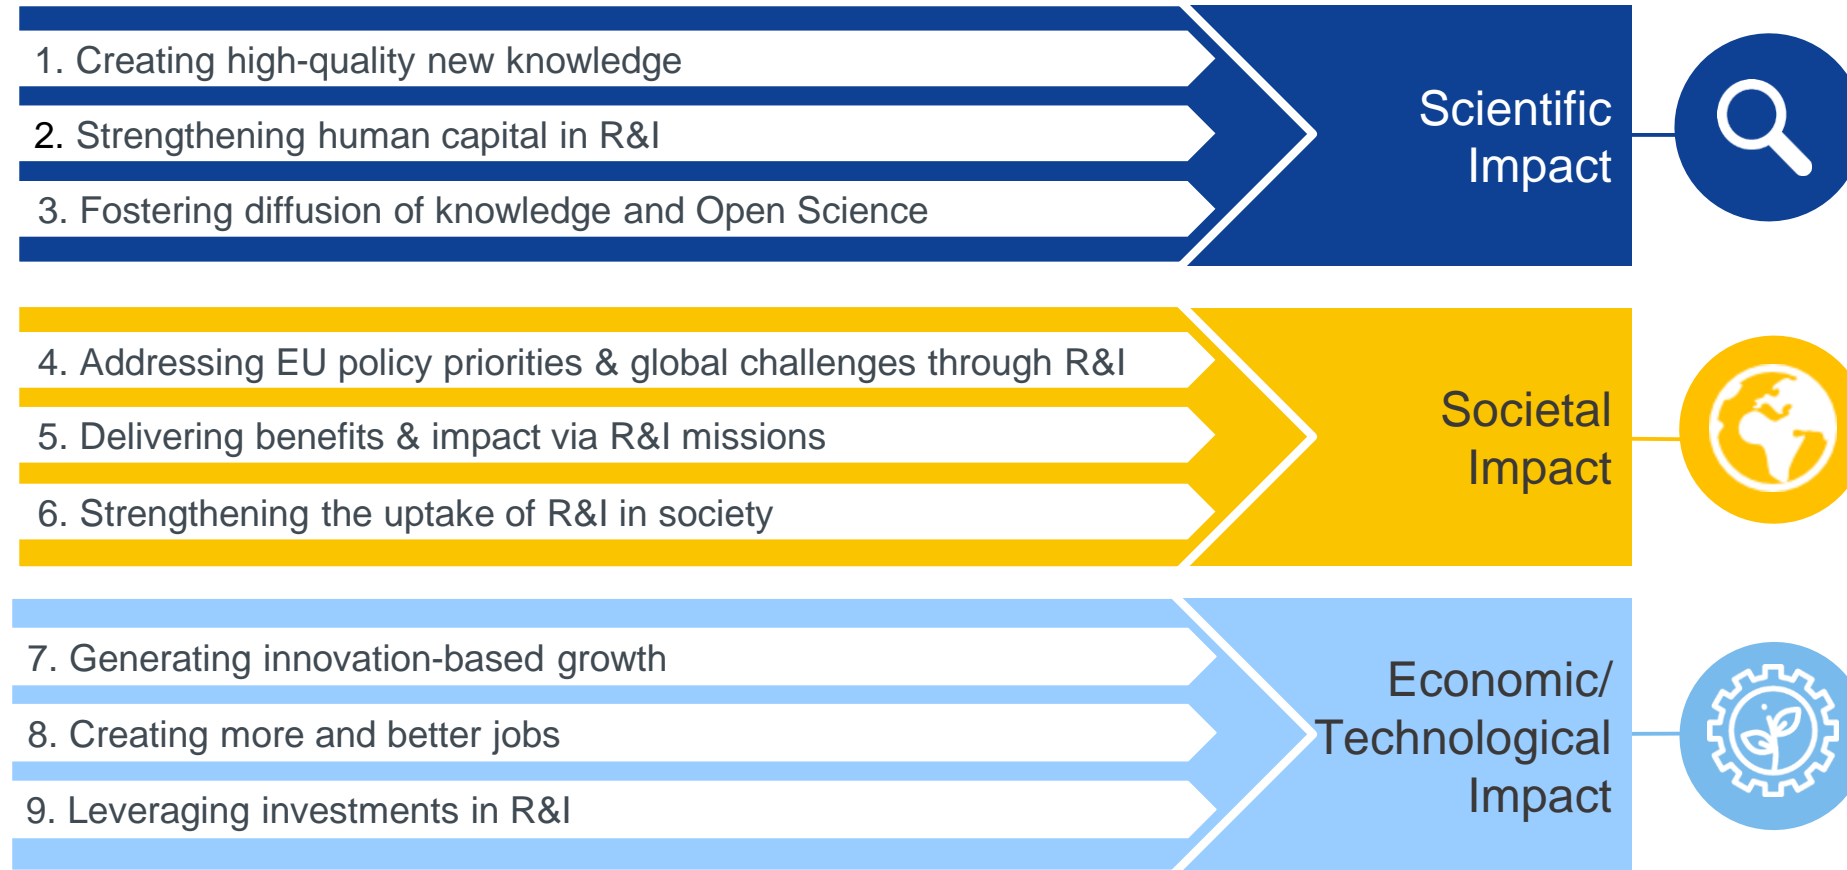 1. Creating high-quality new knowledge
2. Strengthening human capital in R&I
3. Fostering diffusion of knowledge and Open Science
Scientific
Impact
4. Addressing EU policy priorities & global challenges through R&I
5. Delivering benefits & impact via R&I missions
6. Strengthening the uptake of R&I in society
Societal
Impact
7. Generating innovation-based growth
8. Creating more and better jobs
9. Leveraging investments in R&I
Economic/
Technological
Impact